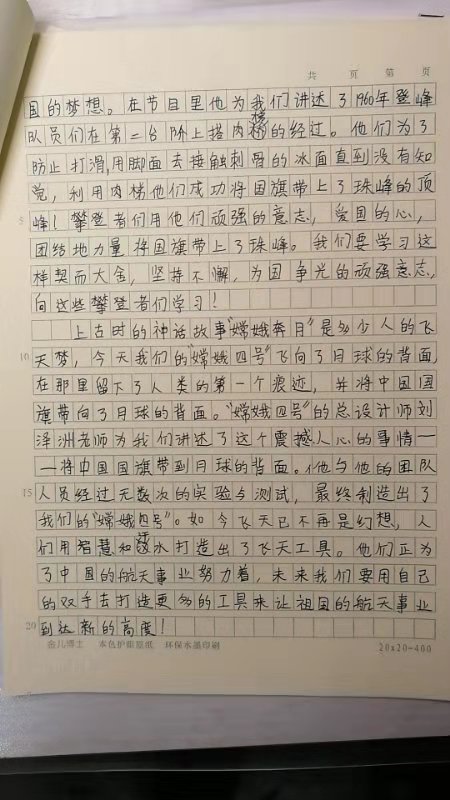 共 页 第 页
国的梦想。在节目里他为我们讲述了1960年登峰
队员们在第二台阶上搭肉梯的经过。他们为了
防止打滑,用脚面去接触刺骨的冰面直到没有知
觉，利用肉梯他们成功将国旗带上了珠峰的顶
5 峰！攀登者们用他们顽强的意志，爱国的心，
团结地力量将国旗带上了珠峰。我们要学习这
样契而大金，坚持不懈，为国争光的顽强意志，
向这些攀登者们学习！
上古时的神话故事"嫦娥奔月"是多少人的飞
10 天梦，今天我们的"嫦娥四号"飞向了月球的背面，
在那里留下了人类的第一个痕迹，并将中国国
旗带向了月球的背面。"嫦娥四号"的总设计师刘
泽洲老师为我们讲述了这个震撼人心的事情—
—将中国国旗带到月球的背面。他与他的团队
15 人员经过无数次的实验与测试，最终制造出了
我们的"嫦娥四号"。如今飞天已不再是幻想，人
们用智慧和汗水打造出了飞天工具。他们正为
了中国的航天事业努力着，未来我们要用自己
的双手去打造更多的工具来让祖国的航天事业
20 到达新的高度！
金儿博士 本色护眼原纸 环保水墨印刷 20x20=400